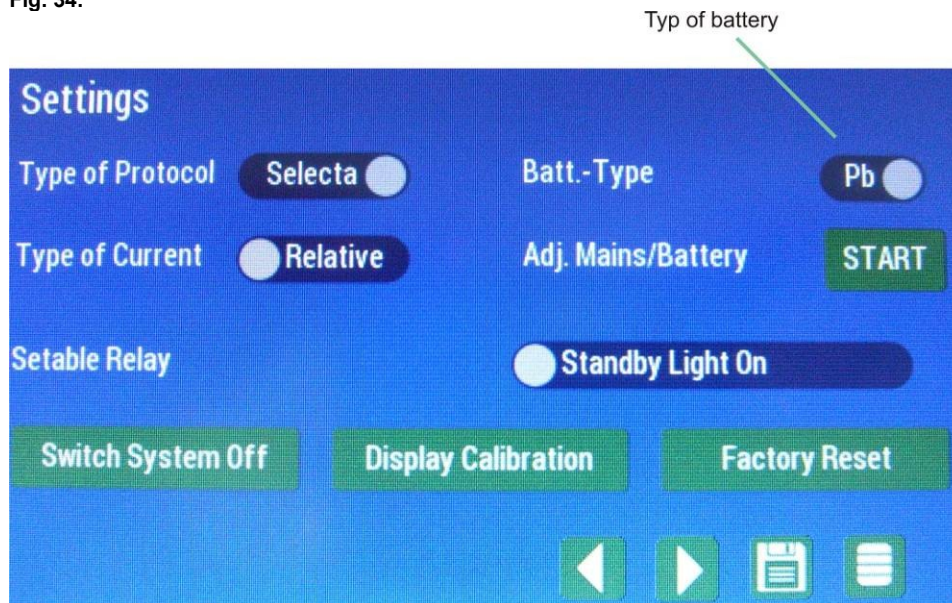 Fig. 34:
Typ of battery
Settings
Type of Protocol Selecta Batt.-Type Pb
Type of Current Relative Adj. Mains/Battery START
Setable Relay Standby Light On
Switch System Off Display Calibration Factory Reset